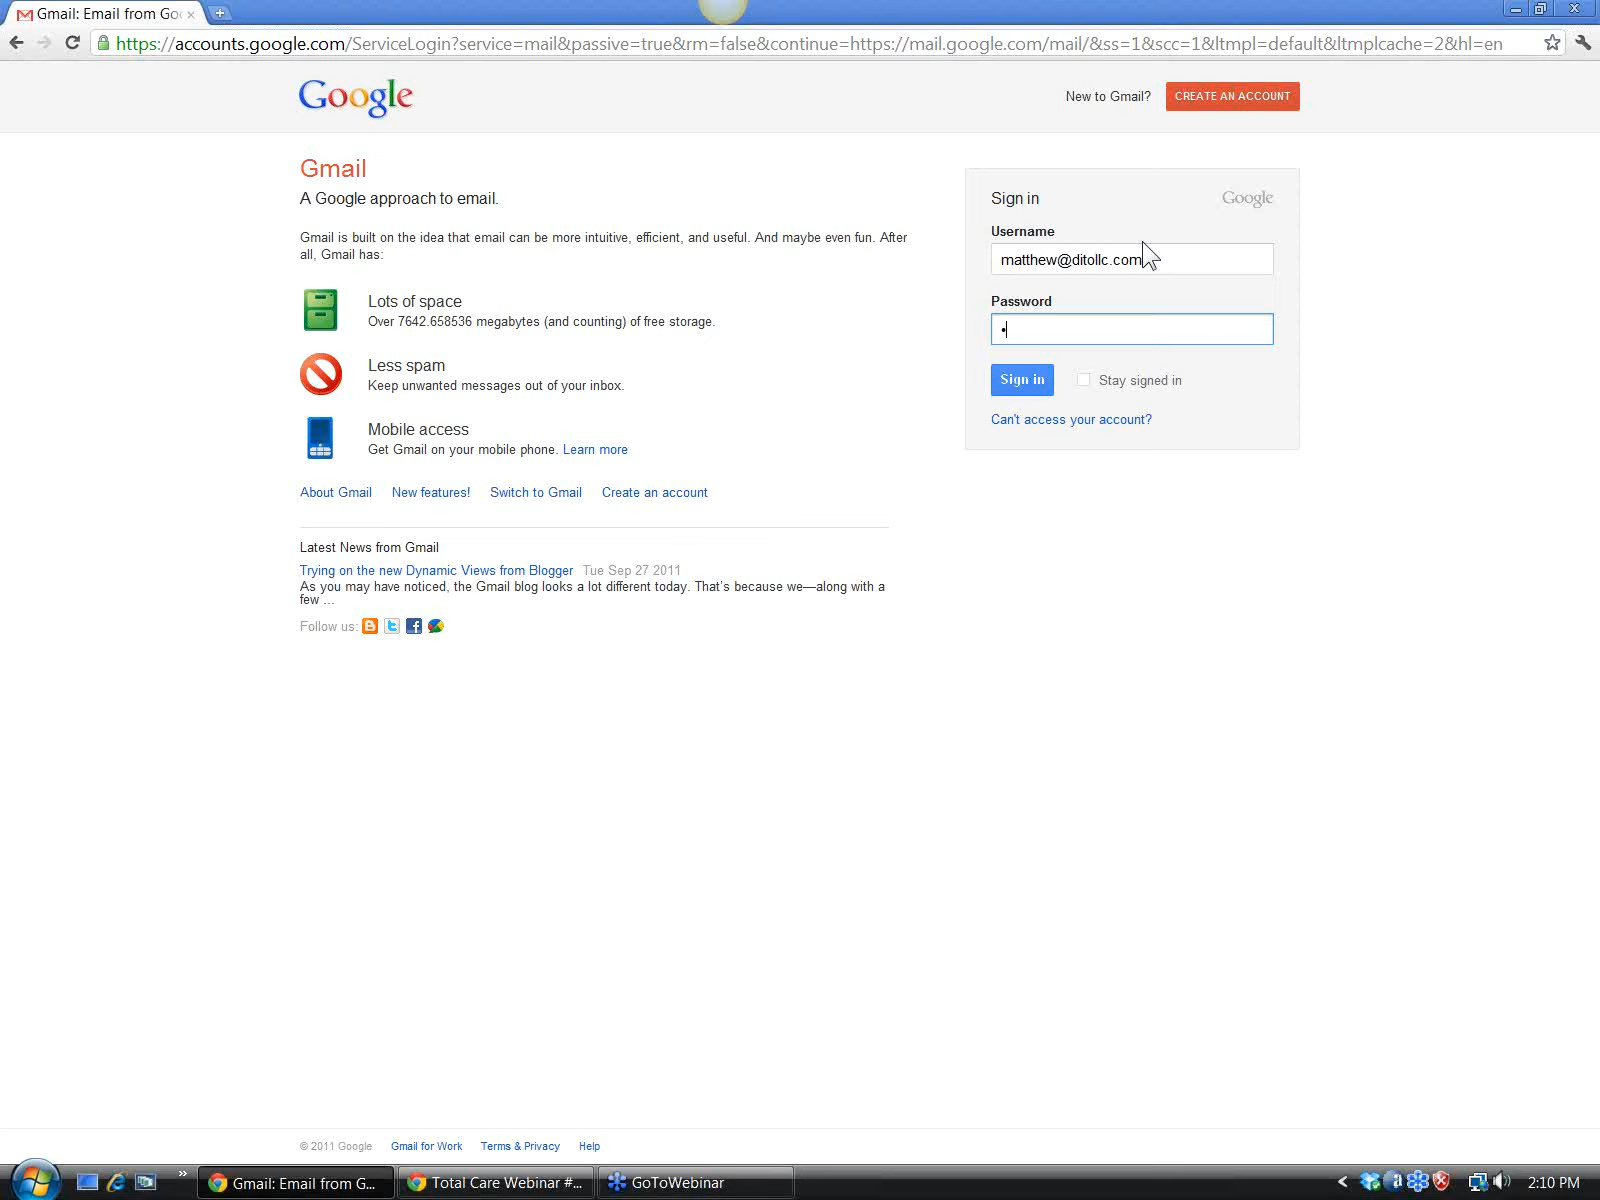 Gmail: Email from Goo
https://accounts.google.com/ServiceLogin?service=mail&passive=true&rm=false&continue=https://mail.google.com/mail/&ss=1&scc=1&ltmpl=default&ltmplcache=2&hl=en
Google
New to Gmail? CREATE AN ACCOUNT
Gmail
A Google approach to email.
Gmail is built on the idea that email can be more intuitive, efficient, and useful. And maybe even fun. After
all, Gmail has:
Lots of space
Over 7642.658536 megabytes (and counting) of free storage.
Less spam
Keep unwanted messages out of your inbox.
Mobile access
Get Gmail on your mobile phone. Learn more
About Gmail New features! Switch to Gmail Create an account
Latest News from Gmail
Trying on the new Dynamic Views from Blogger Tue Sep 27 2011
As you may have noticed, the Gmail blog looks a lot different today. That's because we—along with a
few ...
Follow us:
Sign in Google
Username
matthew@ditollc.com
Password
•
Sign in Stay signed in
Can't access your account?
© 2011 Google Gmail for Work Terms & Privacy Help
Gmail: Email from G... Total Care Webinar #... GoToWebinar 2:10 PM